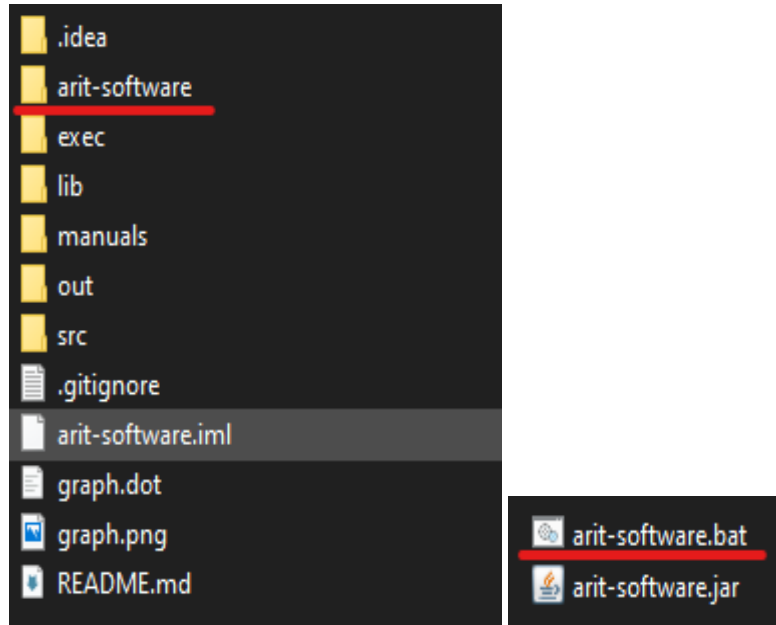 .idea
arit-software
exec
lib
manuals
out
src
.gitignore
arit-software.iml
graph.dot
graph.png
README.md
arit-software.bat
arit-software.jar